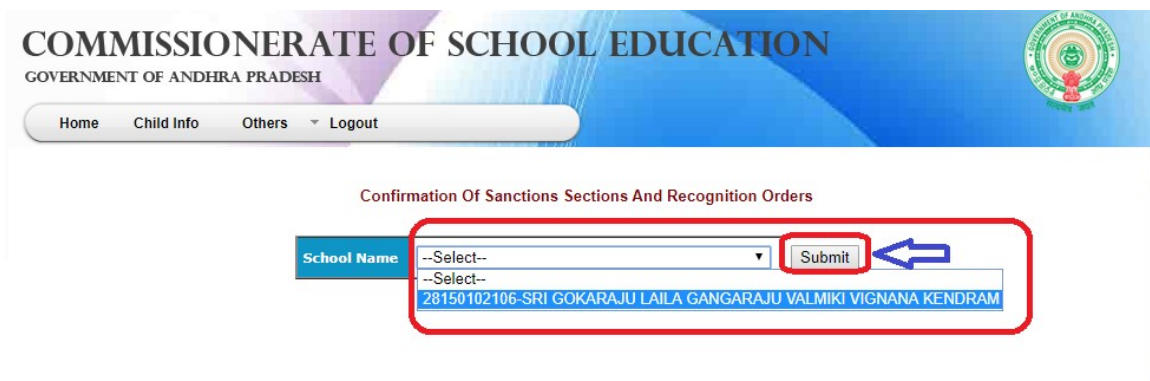 COMMISSIONERATE OF SCHOOL EDUCATION
GOVERNMENT OF ANDHRA PRADESH
Home Child Info Others Logout
Confirmation Of Sanctions Sections And Recognition Orders
School Name --Select-- Submit
--Select--
28150102106-SRI GOKARAJU LAILA GANGARAJU VALMIKI VIGNANA KENDRAM